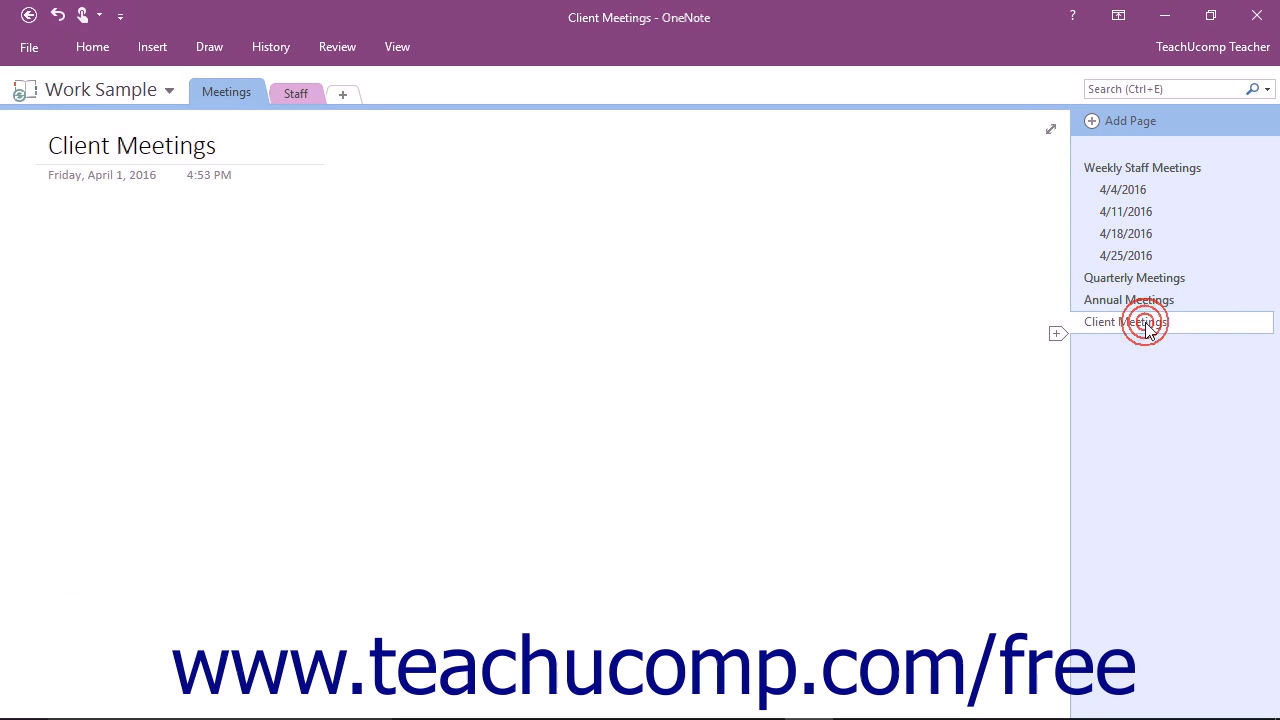 Client Meetings - OneNote
?
File Home Insert Draw History Review View TeachUcomp Teacher
Work Sample Meetings Staff + Search (Ctrl+E)
Add Page
Client Meetings
Friday, April 1, 2016 4:53 PM
Weekly Staff Meetings
4/4/2016
4/11/2016
4/18/2016
4/25/2016
Quarterly Meetings
Annual Meetings
Client Meetings
www.teachucomp.com/free